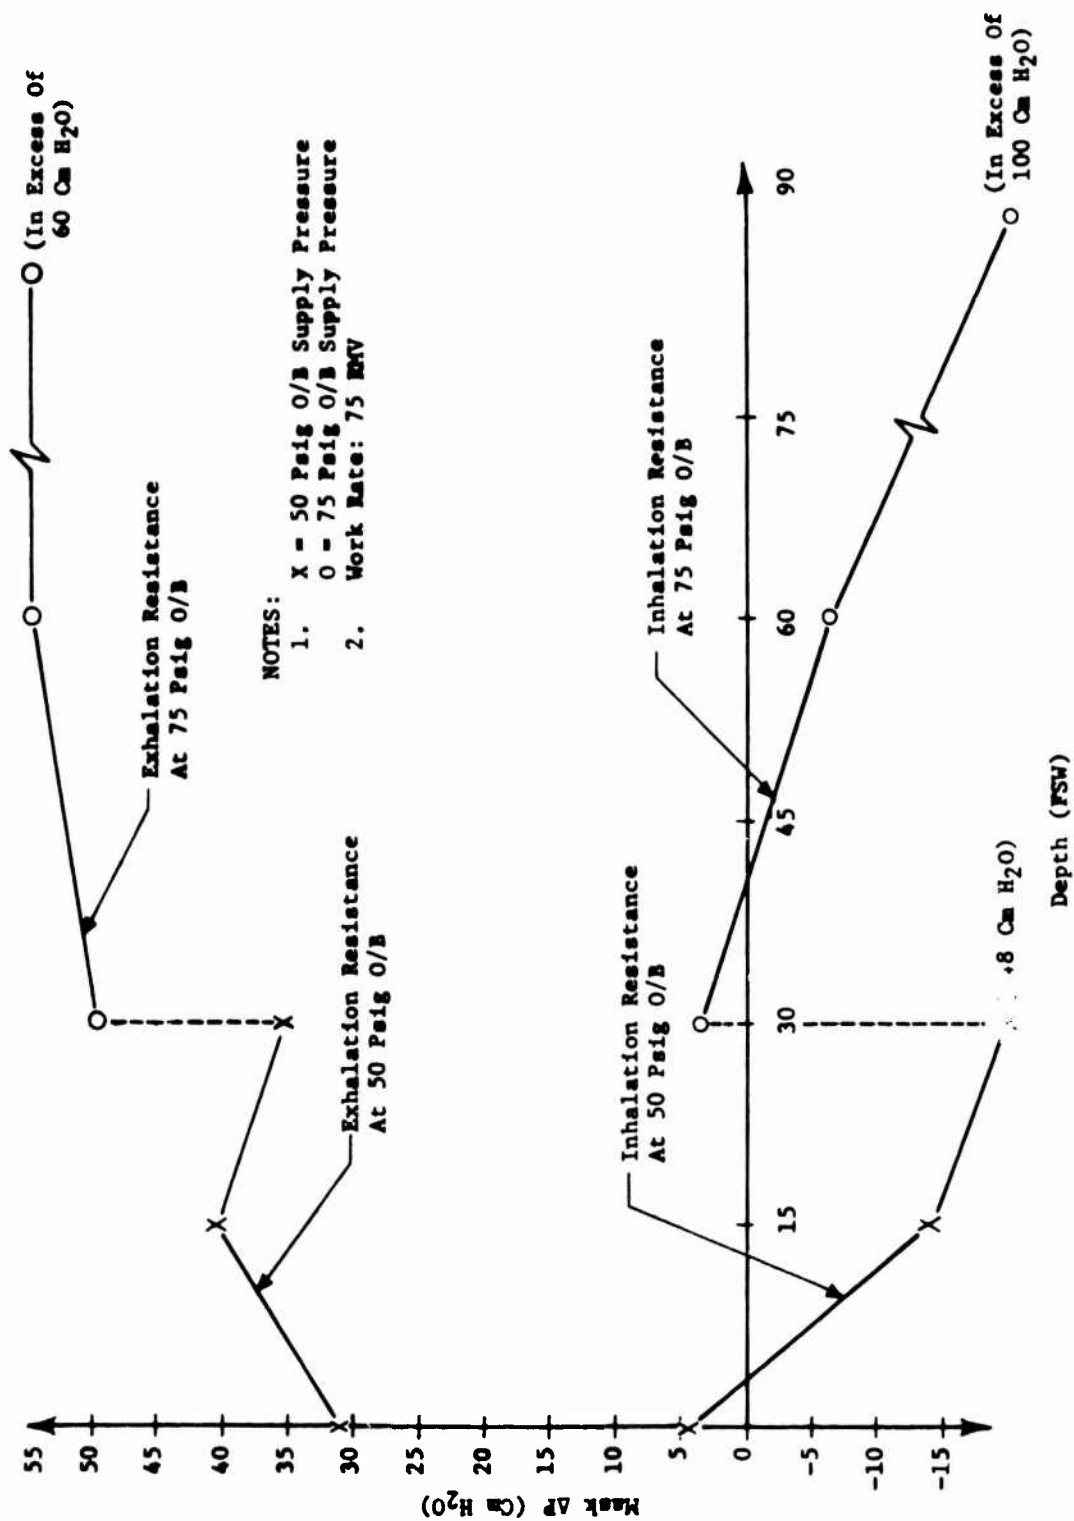 (In Excess Of
60 Cm H2O)
Exhalation Resistance
At 75 Psig O/B
NOTES:
1. X = 50 Psig O/B Supply Pressure
O = 75 Psig O/B Supply Pressure
2. Work Rate: 75 RMV
Exhalation Resistance
At 50 Psig O/B
Inhalation Resistance
At 75 Psig O/B
Inhalation Resistance
At 50 Psig O/B
(In Excess Of
100 Cm H2O)
8 Cm H2O)
55
50
45
40
35
30
25
20
15
10
5
0
-5
-10
-15
Mask ΔP (Cm H2O)
15
30
45
60
75
90
Depth (FSW)